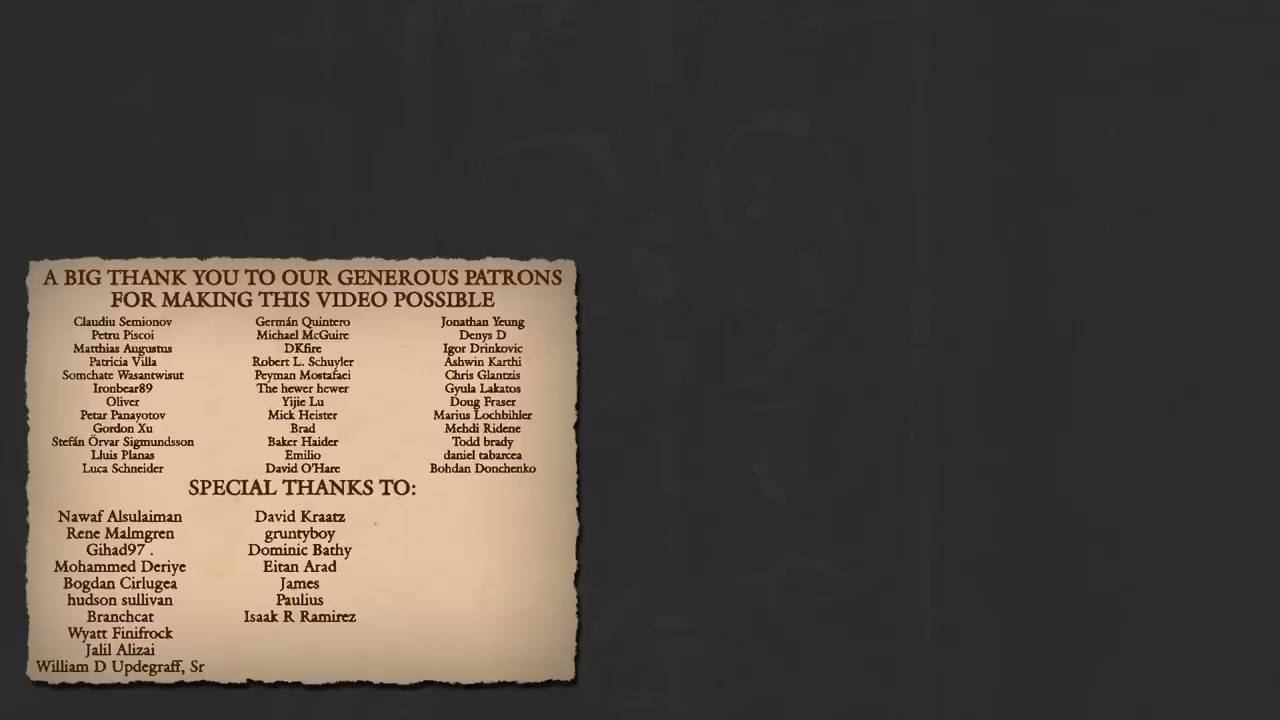 A BIG THANK YOU TO OUR GENEROUS PATRONS
FOR MAKING THIS VIDEO POSSIBLE
Claudiu Semionov
Petru Piscoi
Matthias Angustus
Patricia Villa
Somchate Wasantwisut
Ironbear89
Oliver
Petar Panayotov
Gordon Xu
Stefán Örvar Sigmundsson
Lluis Planas
Luca Schneider
Germán Quintero
Michael McGuire
DKfire
Robert L. Schuyler
Peyman Mostafaei
The hewer hewer
Yijie Lu
Mick Heister
Brad
Baker Haider
Emilio
David O'Hare
Jonathan Yeung
Denys D
Igor Drinkovic
Ashwin Karthi
Chris Glantzis
Gyula Lakatos
Doug Fraser
Marius Lochbihler
Mehdi Ridene
Todd brady
daniel tabarcea
Bohdan Donchenko
SPECIAL THANKS TO:
Nawaf Alsulaiman
Rene Malmgren
Gihad97 .
Mohammed Deriye
Bogdan Cirlugea
hudson sullivan
Branchcat
Wyatt Finifrock
Jalil Alizai
William D Updegraff, Sr
David Kraatz
gruntyboy
Dominic Bathy
Eitan Arad
James
Paulius
Isaak R Ramirez